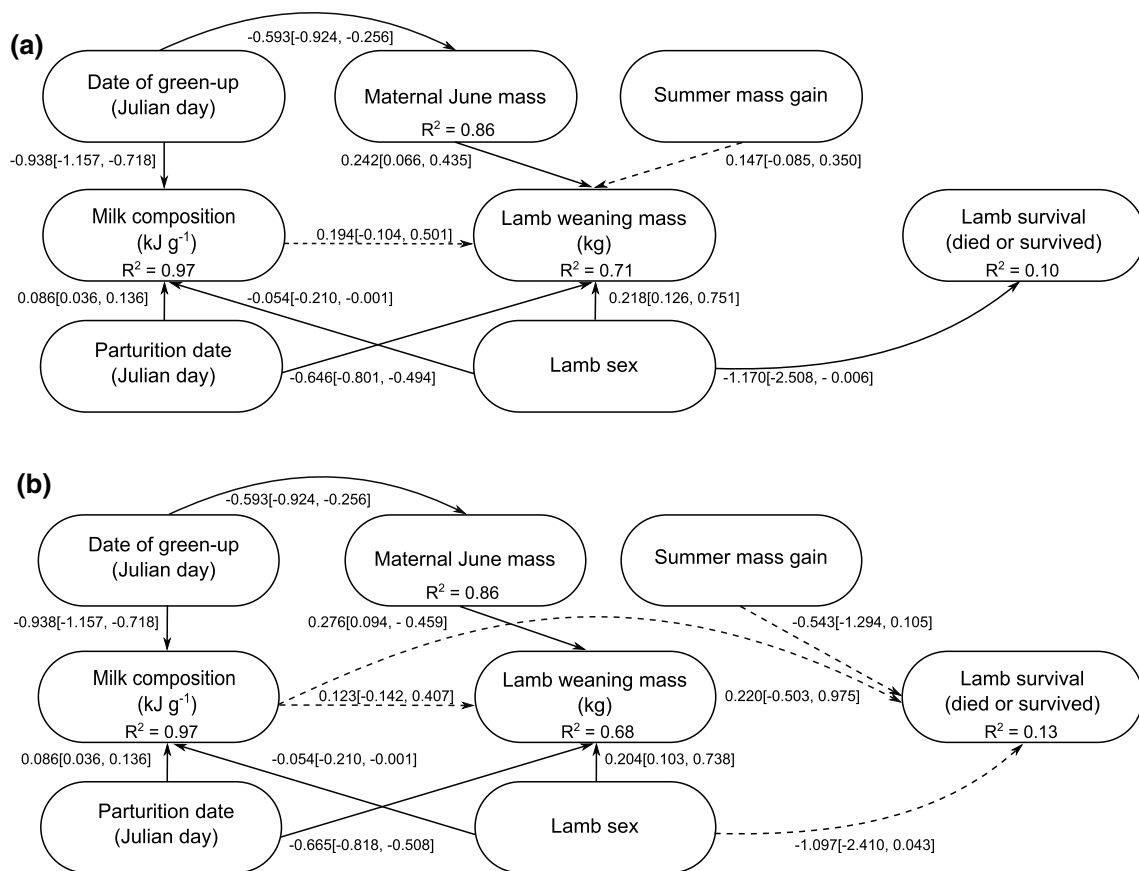 (a)
-0.593[-0.924, -0.256]
Date of green-up
(Julian day)
Maternal June mass
R² = 0.86
Summer mass gain
-0.938[-1.157, -0.718]
0.242[0.066, 0.435]
0.147[-0.085, 0.350]
Milk composition
(kJ g⁻¹)
R² = 0.97
0.194[-0.104, 0.501]
Lamb weaning mass
(kg)
R² = 0.71
Lamb survival
(died or survived)
R² = 0.10
0.086[0.036, 0.136]
-0.054[-0.210, -0.001]
0.218[0.126, 0.751]
Parturition date
(Julian day)
Lamb sex
-0.646[-0.801, -0.494]
-1.170[-2.508, - 0.006]
(b)
-0.593[-0.924, -0.256]
Date of green-up
(Julian day)
Maternal June mass
R² = 0.86
Summer mass gain
-0.938[-1.157, -0.718]
0.276[0.094, - 0.459]
-0.543[-1.294, 0.105]
Milk composition
(kJ g⁻¹)
R² = 0.97
0.123[-0.142, 0.407]
Lamb weaning mass
(kg)
R² = 0.68
0.220[-0.503, 0.975]
Lamb survival
(died or survived)
R² = 0.13
0.086[0.036, 0.136]
-0.054[-0.210, -0.001]
0.204[0.103, 0.738]
Parturition date
(Julian day)
Lamb sex
-0.665[-0.818, -0.508]
-1.097[-2.410, 0.043]